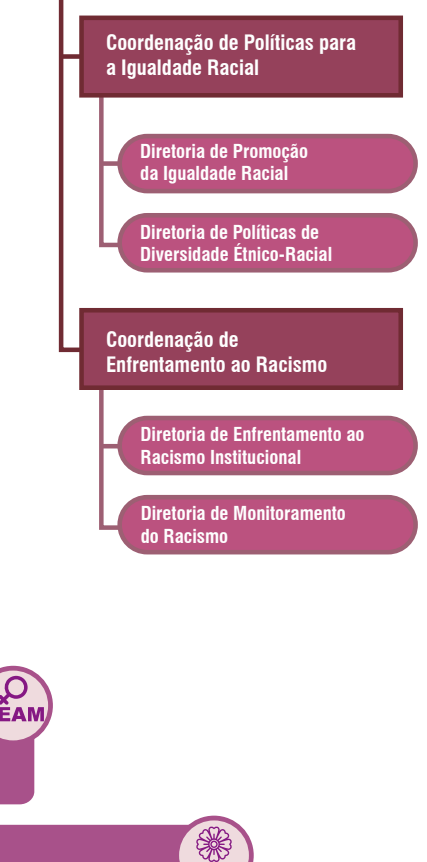 Coordenação de Políticas para
a Igualdade Racial
Diretoria de Promoção
da Igualdade Racial
Diretoria de Políticas de
Diversidade Étnico-Racial
Coordenação de
Enfrentamento ao Racismo
Diretoria de Enfrentamento ao
Racismo Institucional
Diretoria de Monitoramento
do Racismo
EAM